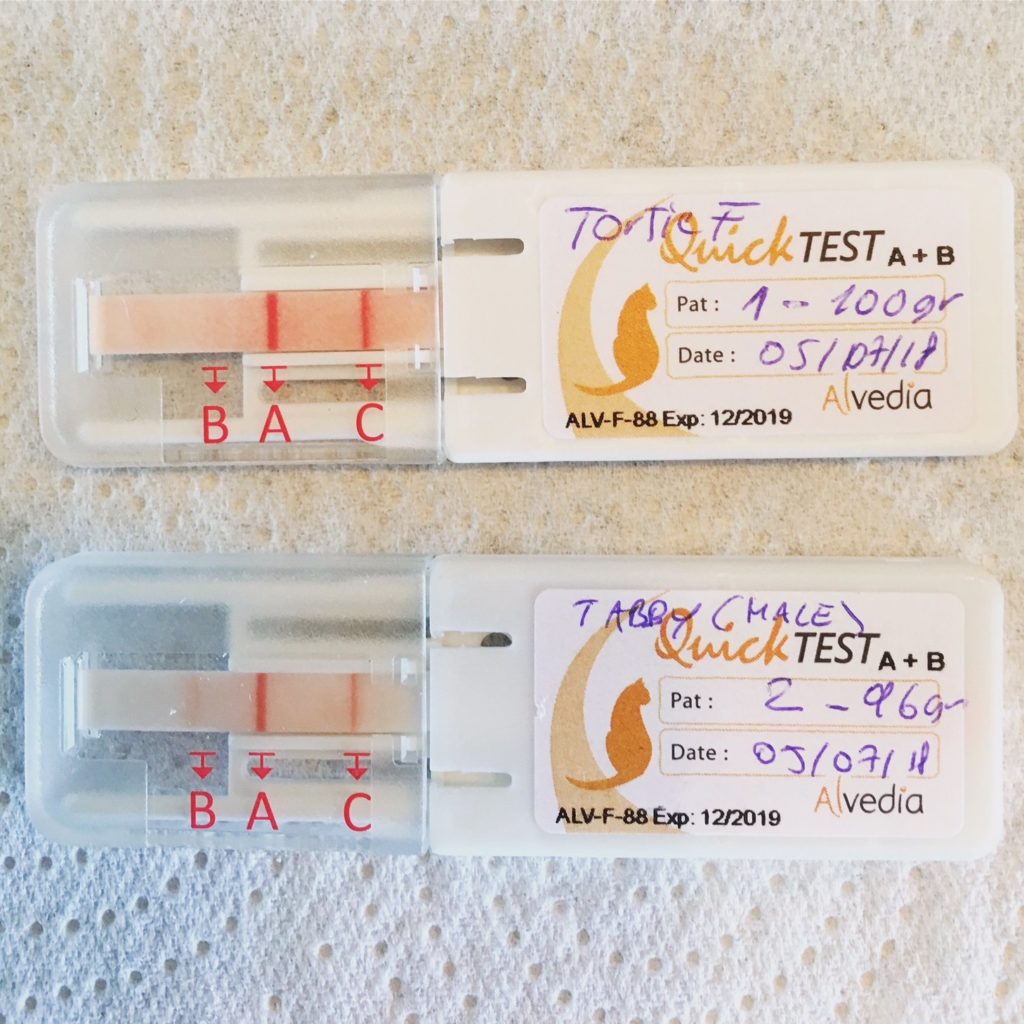 Tortie F
Quick TEST A + B
Pat : 1 - 100gr
Date : 05/07/18
Alvedia
ALV-F-88 Exp: 12/2019
B A C
TABBY (MALE)
Quick TEST A + B
Pat : 2 - 96gr
Date : 05/07/18
Alvedia
ALV-F-88 Exp: 12/2019
B A C